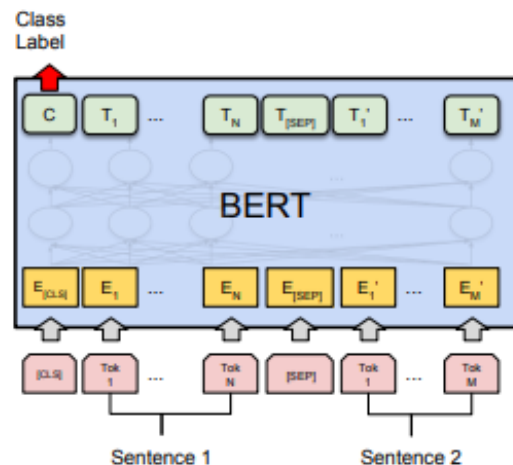 Class
Label
C T1 ... TN T[SEP] T1' ... TM'
...
BERT
...
E[CLS] E1 ... EN E[SEP] E1' ... EM'
[CLS] Tok 1 ... Tok N [SEP] Tok 1 ... Tok M
Sentence 1 Sentence 2